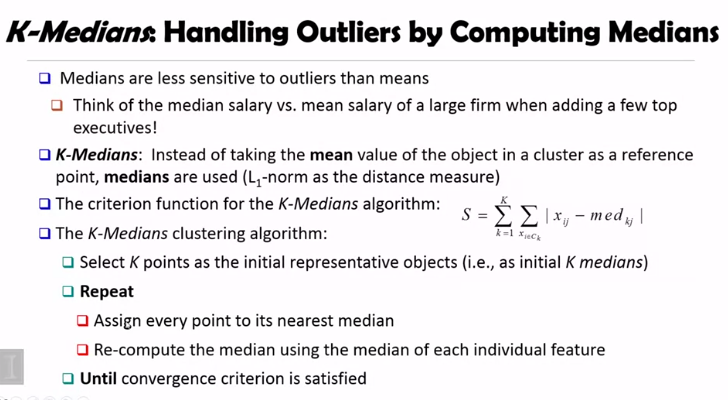 K-Medians: Handling Outliers by Computing Medians
Medians are less sensitive to outliers than means
Think of the median salary vs. mean salary of a large firm when adding a few top
executives!
K-Medians: Instead of taking the mean value of the object in a cluster as a reference
point, medians are used (L₁-norm as the distance measure)
The criterion function for the K-Medians algorithm: S = ∑_{k=1}^{K} ∑_{x_{i∈C_k}} | x_{ij} − med_{kj} |
The K-Medians clustering algorithm:
Select K points as the initial representative objects (i.e., as initial K medians)
Repeat
Assign every point to its nearest median
Re-compute the median using the median of each individual feature
Until convergence criterion is satisfied
I